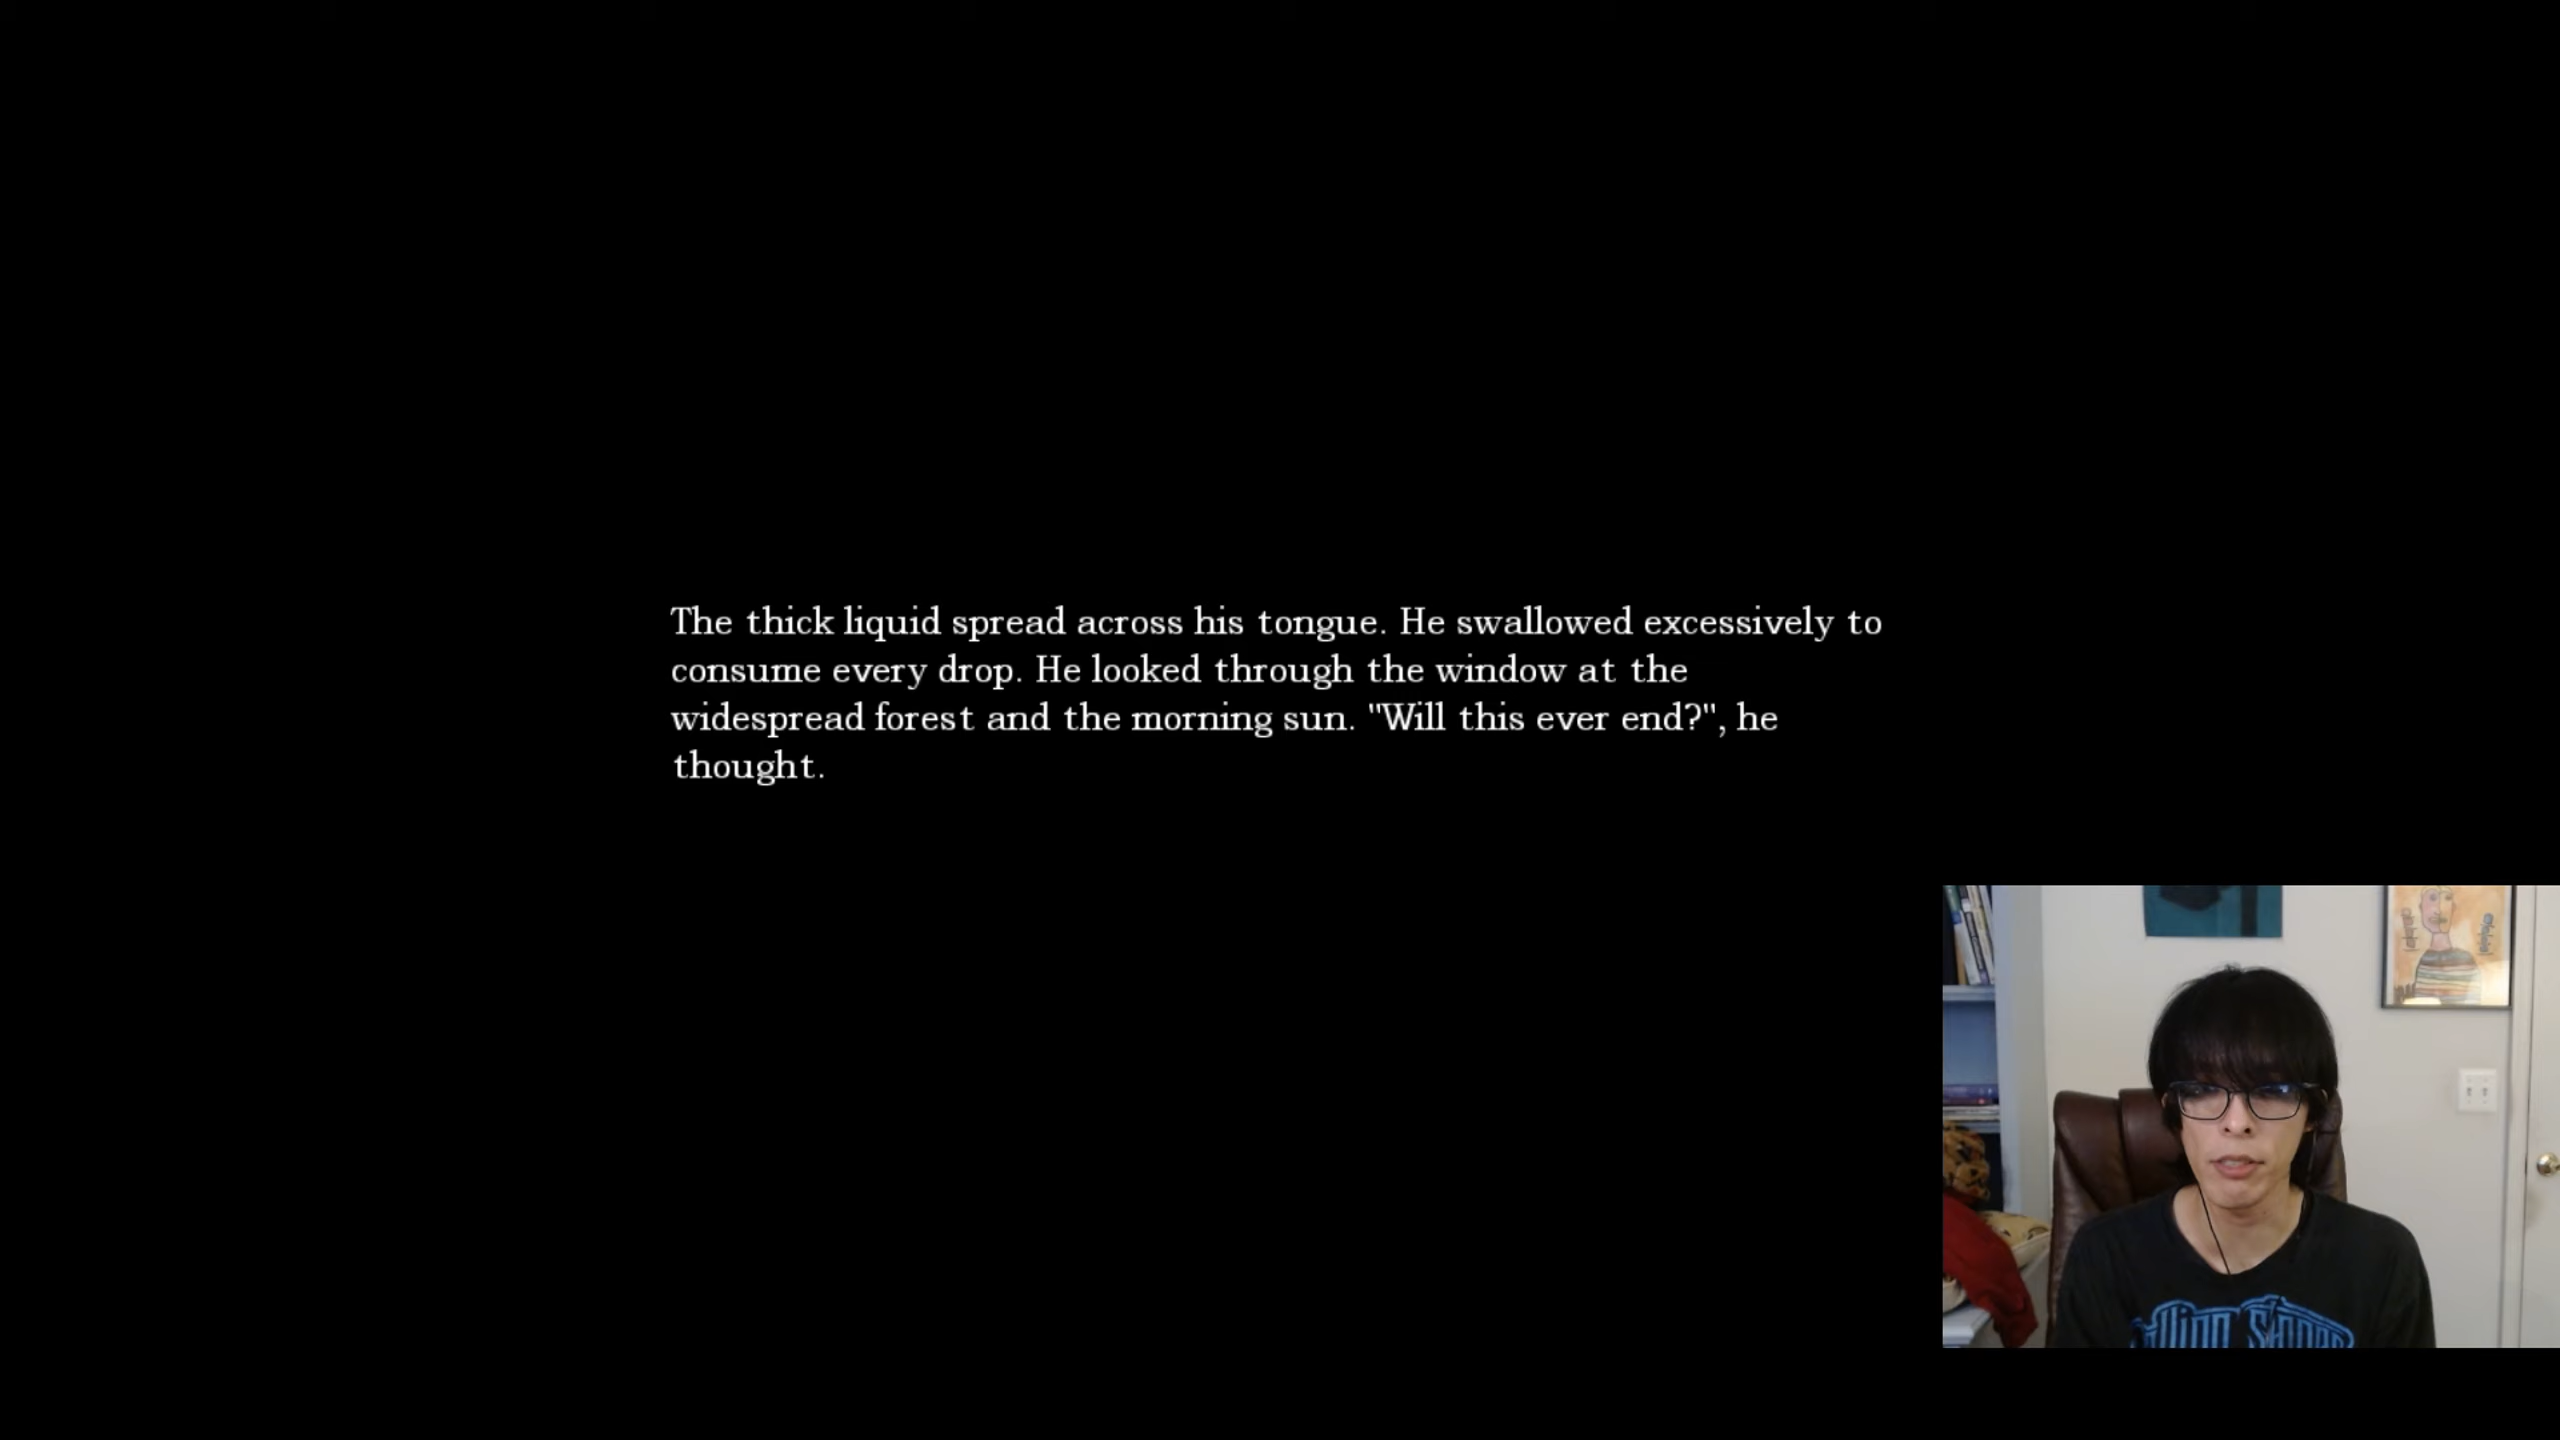 The thick liquid spread across his tongue. He swallowed excessively to
consume every drop. He looked through the window at the
widespread forest and the morning sun. "Will this ever end?", he
thought.